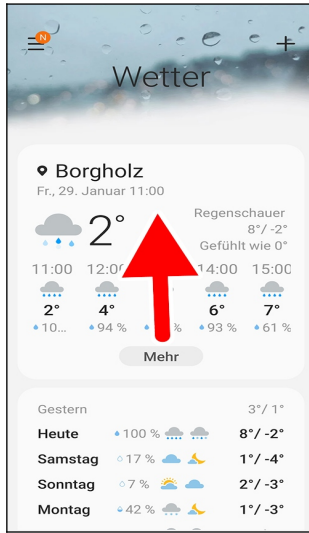 N
Wetter
Borgholz
Fr., 29. Januar 11:00
2°
Regenschauer
8°/ -2°
Gefühlt wie 0°
11:00 12:00 14:00 15:00
2° 4° 6° 7°
10... 94 % % 93 % 61 %
Mehr
Gestern 3°/ 1°
Heute 100 % 8°/ -2°
Samstag 17 % 1°/ -4°
Sonntag 7 % 2°/ -3°
Montag 42 % 1°/ -3°